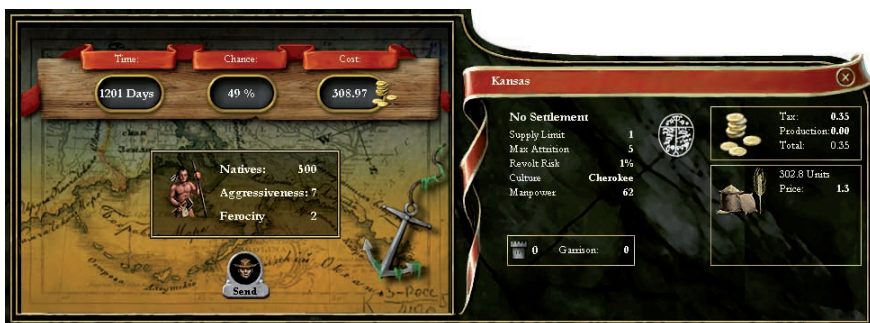 Time: Chance: Cost:
1201 Days 49 % 308.97
Natives: 500
Aggressiveness: 7
Ferocity 2
Send
Kansas
No Settlement
Supply Limit 1
Max Attrition 5
Revolt Risk 1%
Culture Cherokee
Manpower 62
0 Garrison: 0
Tax: 0.35
Production: 0.00
Total: 0.35
302.8 Units
Price: 1.3